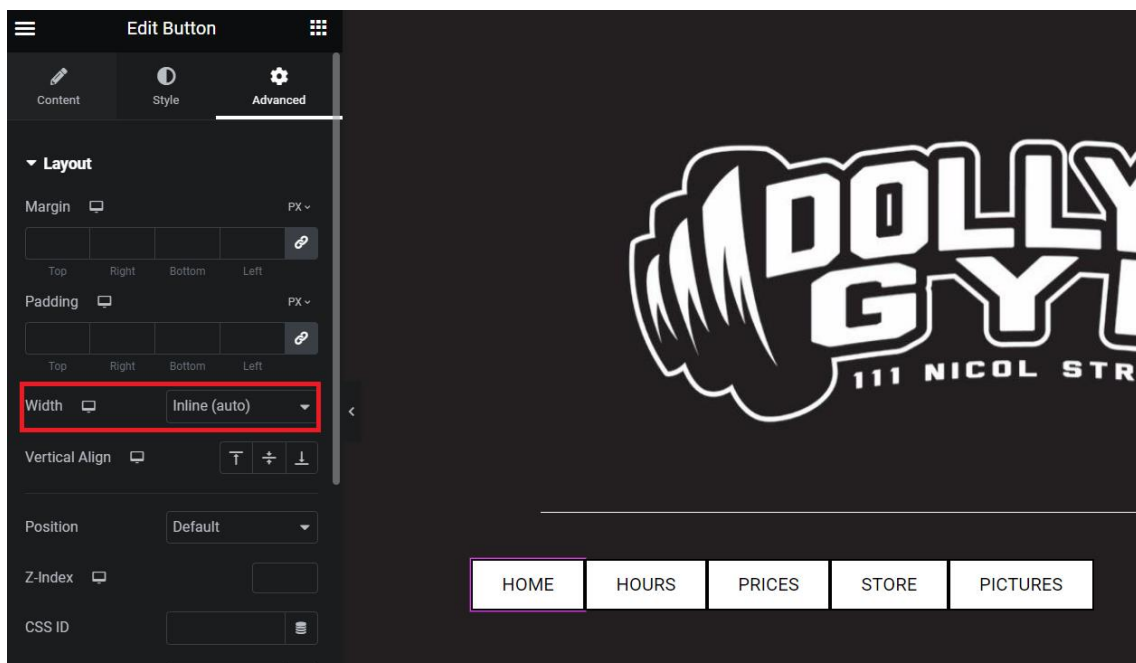 Edit Button
Content Style Advanced
Layout
Margin PX
Top Right Bottom Left
Padding PX
Top Right Bottom Left
Width Inline (auto)
Vertical Align
Position Default
Z-Index
CSS ID
DOLLY
GY
111 NICOL STR
HOME HOURS PRICES STORE PICTURES